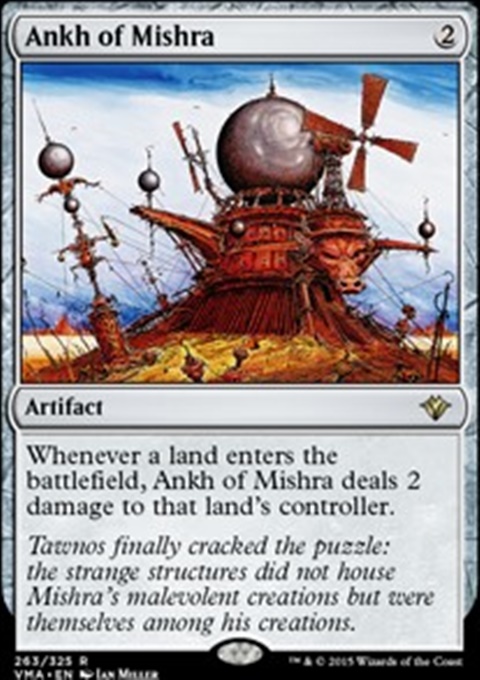 Ankh of Mishra 2
Artifact
Whenever a land enters the
battlefield, Ankh of Mishra deals 2
damage to that land's controller.
Tawnos finally cracked the puzzle:
the strange structures did not house
Mishra's malevolent creations but were
themselves among his creations.
263/325 R
VMA • EN Ian Miller
™ & © 2015 Wizards of the Coast